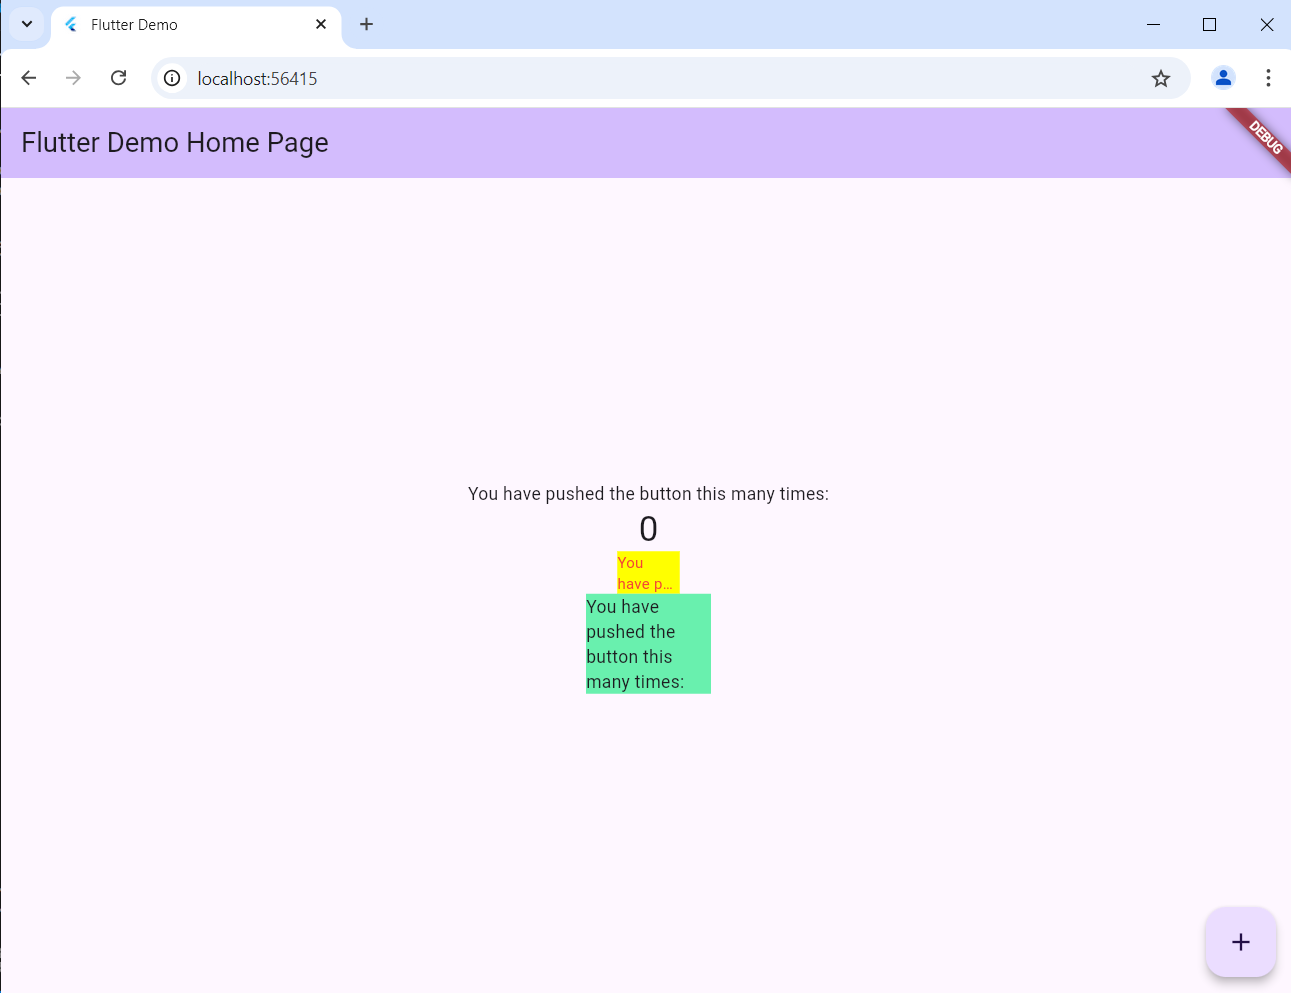 Flutter Demo
localhost:56415
Flutter Demo Home Page
DEBUG
You have pushed the button this many times:
0
You
have p...
You have
pushed the
button this
many times: